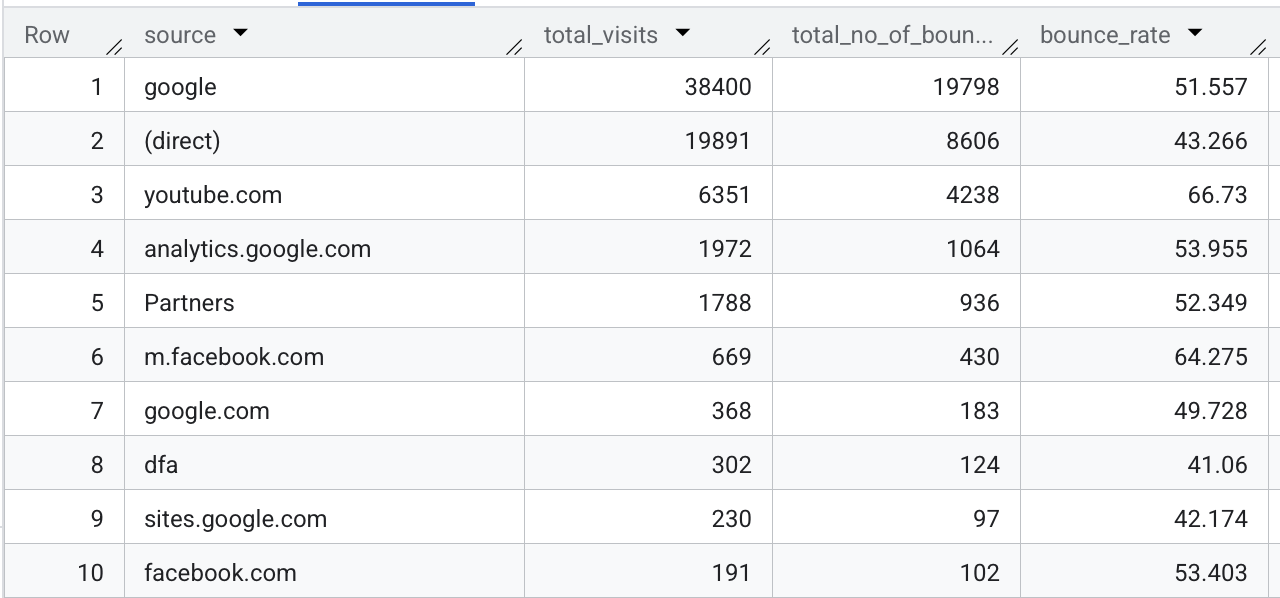 Row source total_visits total_no_of_boun... bounce_rate
1 google 38400 19798 51.557
2 (direct) 19891 8606 43.266
3 youtube.com 6351 4238 66.73
4 analytics.google.com 1972 1064 53.955
5 Partners 1788 936 52.349
6 m.facebook.com 669 430 64.275
7 google.com 368 183 49.728
8 dfa 302 124 41.06
9 sites.google.com 230 97 42.174
10 facebook.com 191 102 53.403